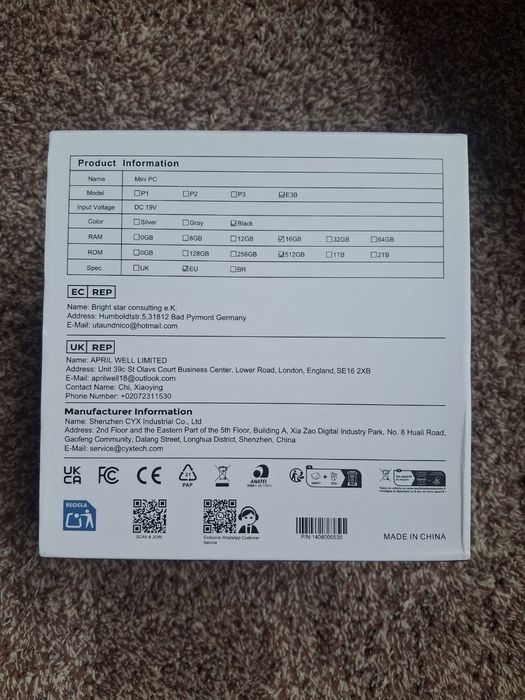 Product Information
Name Mini PC
Model ☐P1 ☐P2 ☐P3 ☑E3B
Input Voltage DC 19V
Color ☐Silver ☐Gray ☑Black
RAM ☐0GB ☐8GB ☐12GB ☑16GB ☐32GB ☐64GB
ROM ☐0GB ☐128GB ☐256GB ☑512GB ☐1TB ☐2TB
Spec. ☐UK ☑EU ☐BR
EC REP
Name: Bright star consulting e.K.
Address: Humboldtstr.5,31812 Bad Pyrmont Germany
E-Mail: utaundnico@hotmail.com
UK REP
Name: APRIL WELL LIMITED
Address: Unit 39c St Olavs Court Business Center, Lower Road, London, England, SE16 2XB
E-Mail: aprilwell18@outlook.com
Contact Name: Chi, Xiaoying
Phone Number: +02072311530
Manufacturer Information
Name: Shenzhen CYX Industrial Co., Ltd
Address: 2nd Floor and the Eastern Part of the 5th Floor, Building A, Xia Zao Digital Industry Park, No. 8 Huali Road,
Gaofeng Community, Dalang Street, Longhua District, Shenzhen, China
E-Mail: service@cyxtech.com
UK CA FC CE 21 PAP ANATEL
RECICLA
SCAN & JOIN
Exclusive WhatsApp Customer
Service
P/N:1408000535
MADE IN CHINA